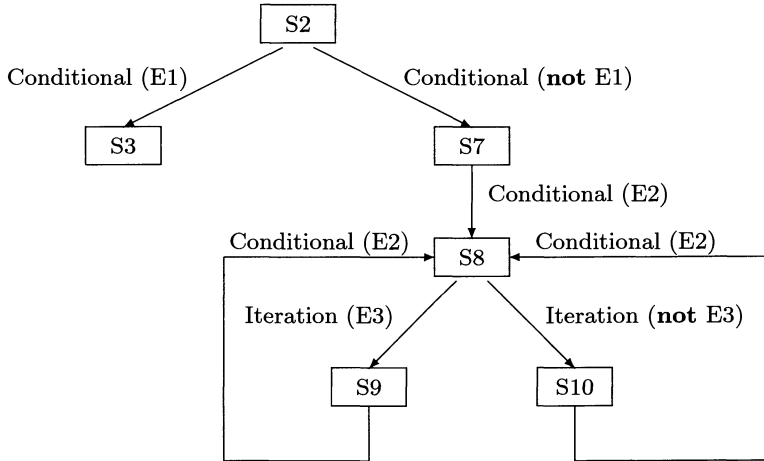 S2
Conditional (E1)
Conditional (not E1)
S3
S7
Conditional (E2)
Conditional (E2)
S8
Conditional (E2)
Iteration (E3)
Iteration (not E3)
S9
S10